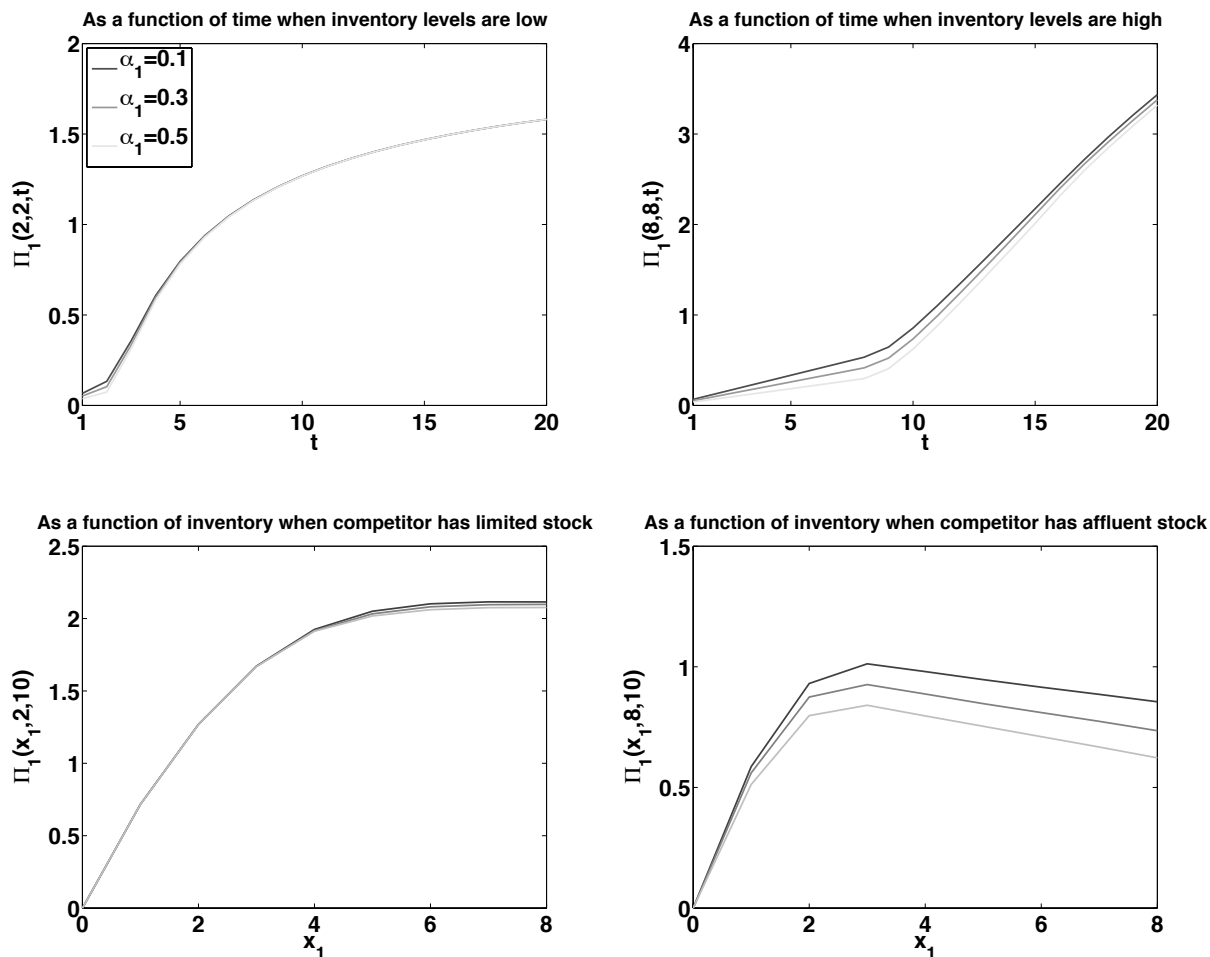 As a function of time when inventory levels are low
2
1.5
1
0.5
0
Π₁(2,2,t)
α₁=0.1
α₁=0.3
α₁=0.5
1 5 10 15 20
t
As a function of time when inventory levels are high
4
3
2
1
0
Π₁(8,8,t)
1 5 10 15 20
t
As a function of inventory when competitor has limited stock
2.5
2
1.5
1
0.5
0
Π₁(x₁,2,10)
0 2 4 6 8
x₁
As a function of inventory when competitor has affluent stock
1.5
1
0.5
0
Π₁(x₁,8,10)
0 2 4 6 8
x₁